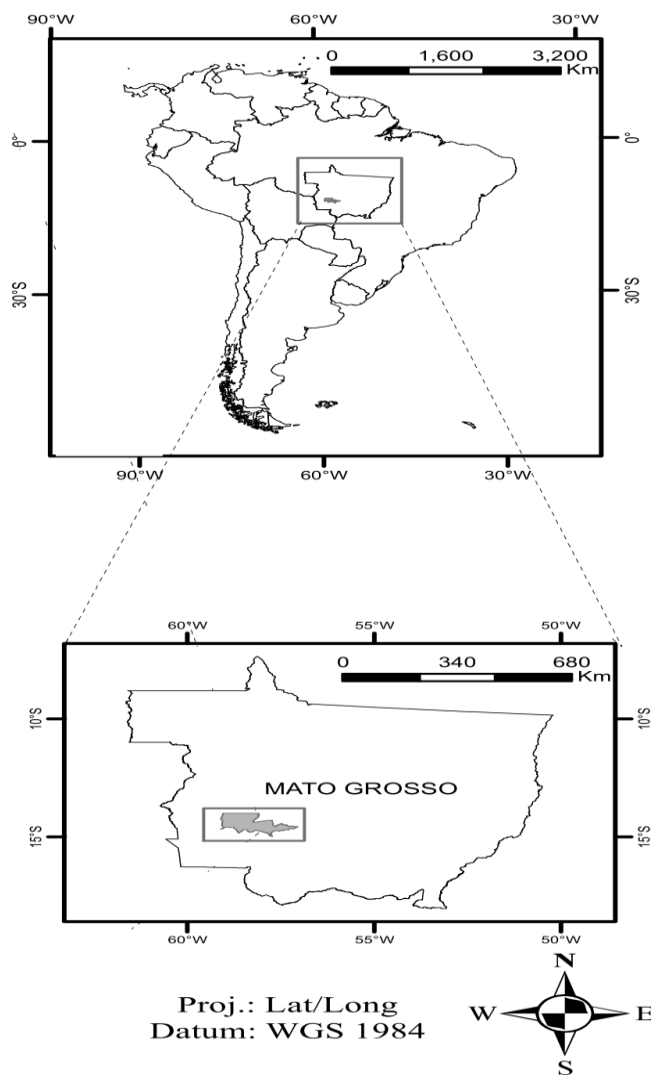 90°W 60°W 30°W
0 1,600 3,200
Km
0° 0°
30°S 30°S
90°W 60°W 30°W
60°W 55°W 50°W
0 340 680
Km
10°S 10°S
MATO GROSSO
15°S 15°S
60°W 55°W 50°W
N
Proj.: Lat/Long
W E
Datum: WGS 1984
S